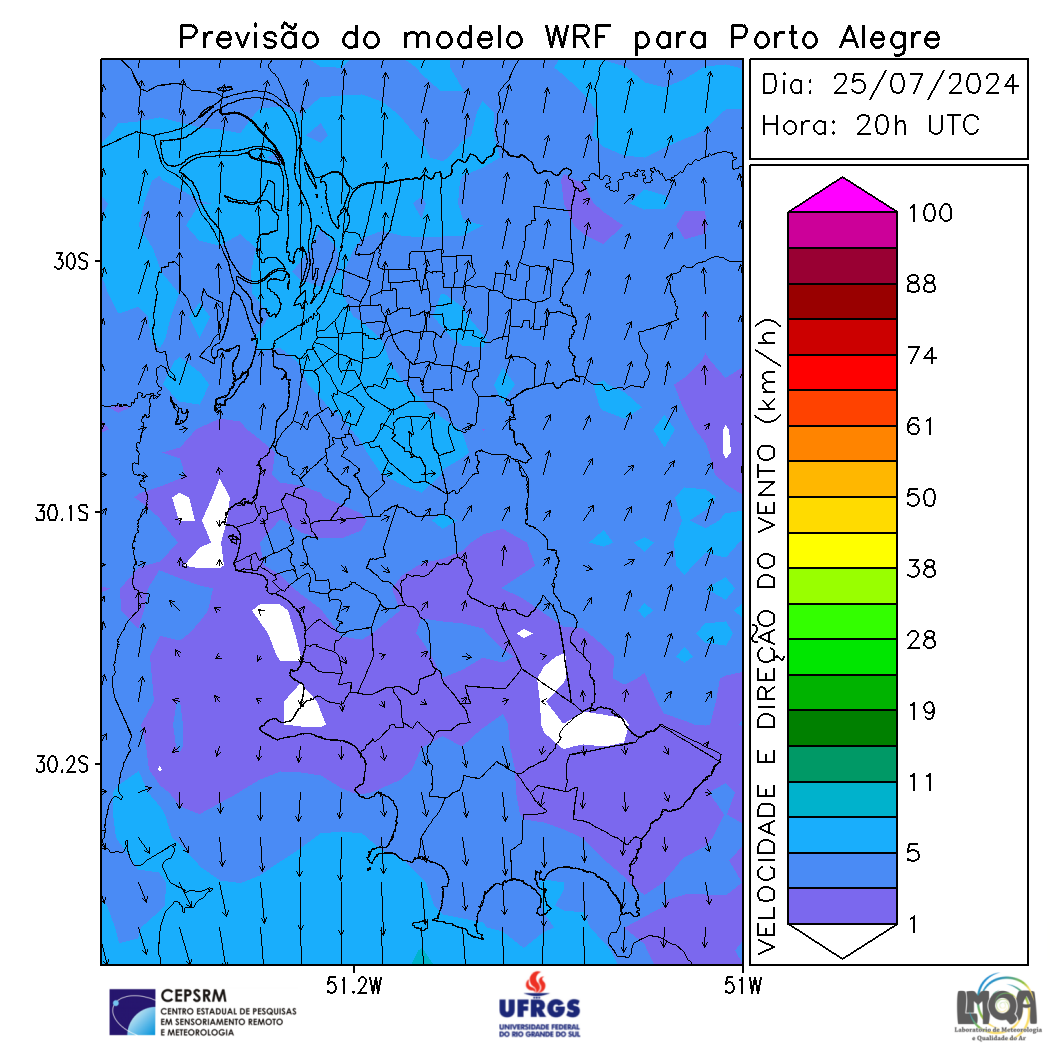 Previsão do modelo WRF para Porto Alegre
Dia: 25/07/2024
Hora: 20h UTC
30S
30.1S
30.2S
51.2W
51W
VELOCIDADE E DIREÇÃO DO VENTO (km/h)
100
88
74
61
50
38
28
19
11
5
1
CEPSRM
CENTRO ESTADUAL DE PESQUISAS
EM SENSORIAMENTO REMOTO
E METEOROLOGIA
UFRGS
UNIVERSIDADE FEDERAL
DO RIO GRANDE DO SUL
LMQA
Laboratório de Meteorologia
e Qualidade do Ar